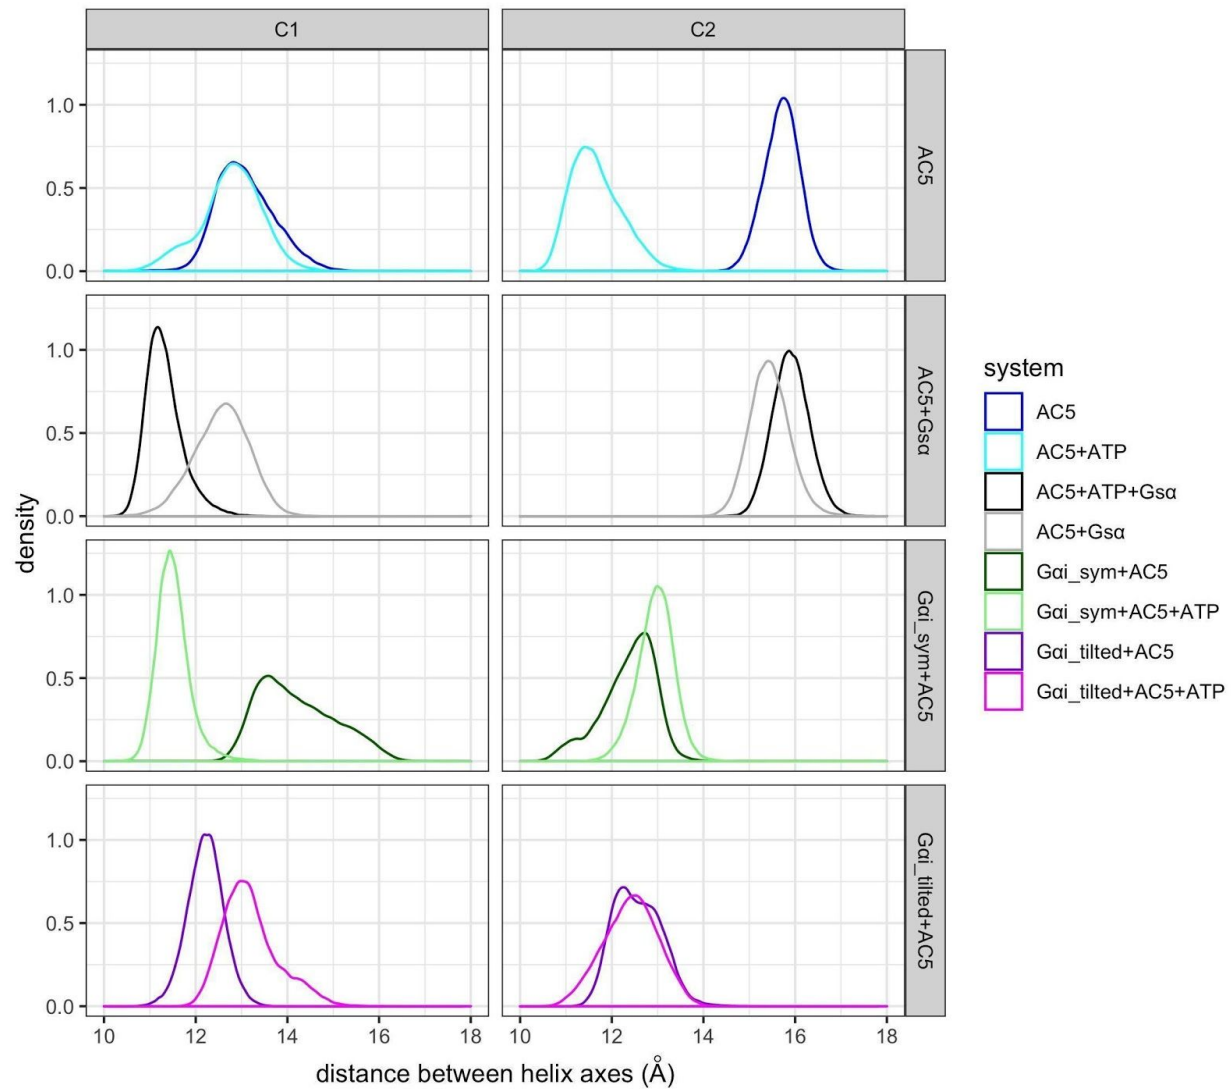 C1
C2
1.0
0.5
0.0
AC5
1.0
0.5
0.0
AC5+Gsα
1.0
0.5
0.0
Gαi_sym+AC5
1.0
0.5
0.0
Gαi_tilted+AC5
10
12
14
16
18
10
12
14
16
18
density
distance between helix axes (Å)
system
AC5
AC5+ATP
AC5+ATP+Gsα
AC5+Gsα
Gαi_sym+AC5
Gαi_sym+AC5+ATP
Gαi_tilted+AC5
Gαi_tilted+AC5+ATP